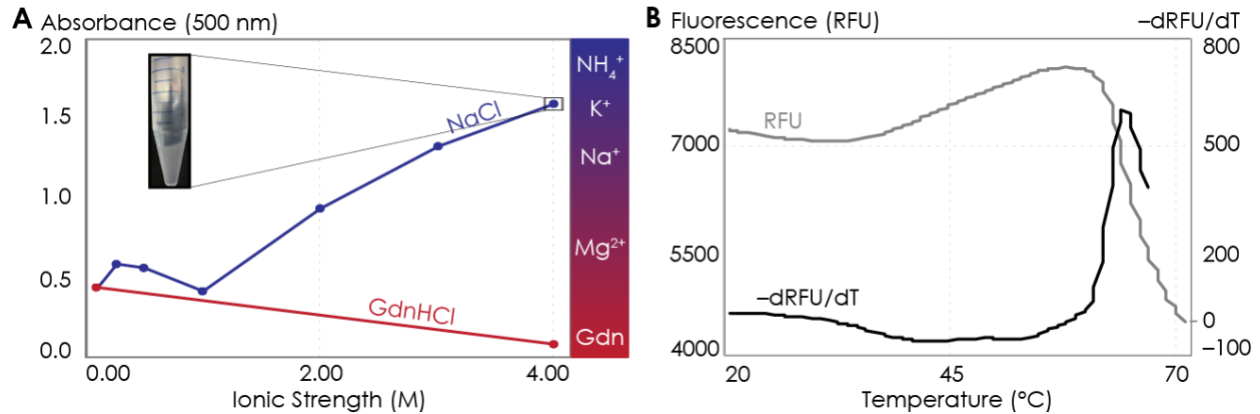 A Absorbance (500 nm)
2.0
1.5
1.0
0.5
0.0
NaCl
GdnHCl
NH₄⁺
K⁺
Na⁺
Mg²⁺
Gdn
0.00 2.00 4.00
Ionic Strength (M)
B Fluorescence (RFU) –dRFU/dT
8500 800
7000 500
5500 200
0
4000 –100
RFU
–dRFU/dT
20 45 70
Temperature (°C)